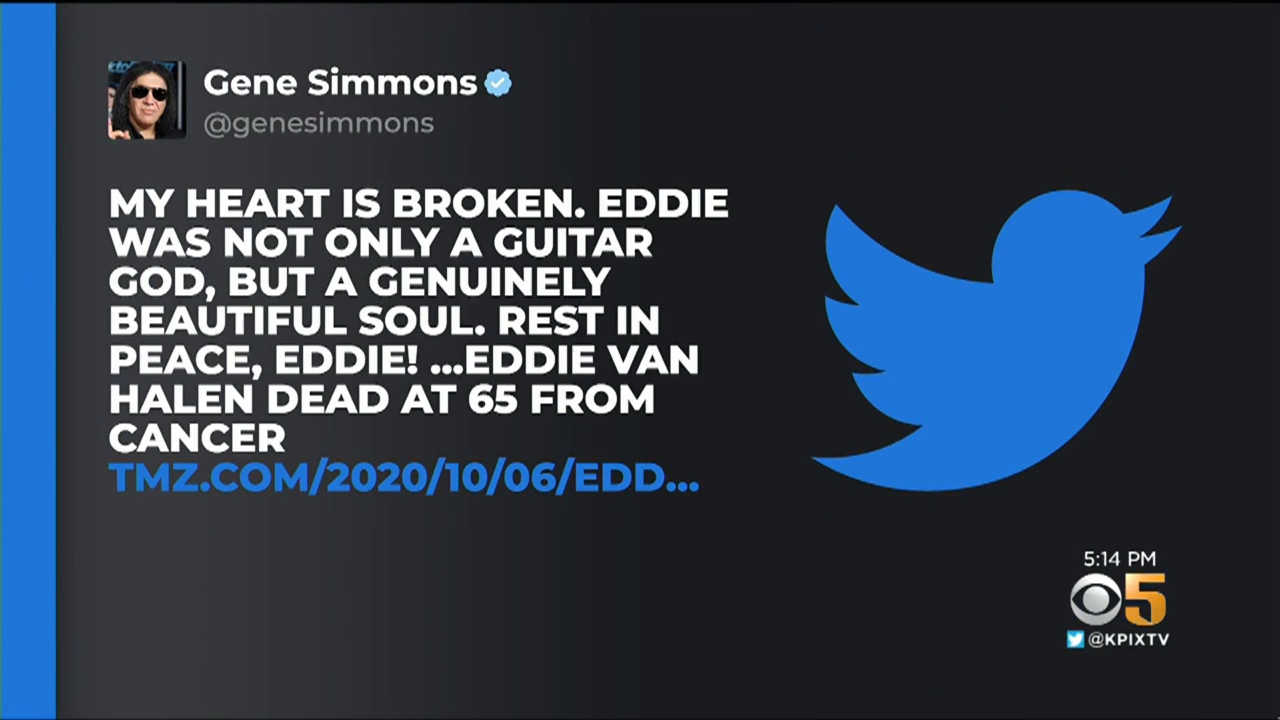 Gene Simmons
@genesimmons
MY HEART IS BROKEN. EDDIE
WAS NOT ONLY A GUITAR
GOD, BUT A GENUINELY
BEAUTIFUL SOUL. REST IN
PEACE, EDDIE! ...EDDIE VAN
HALEN DEAD AT 65 FROM
CANCER
TMZ.COM/2020/10/06/EDD...
5:14 PM
5
@KPIXTV